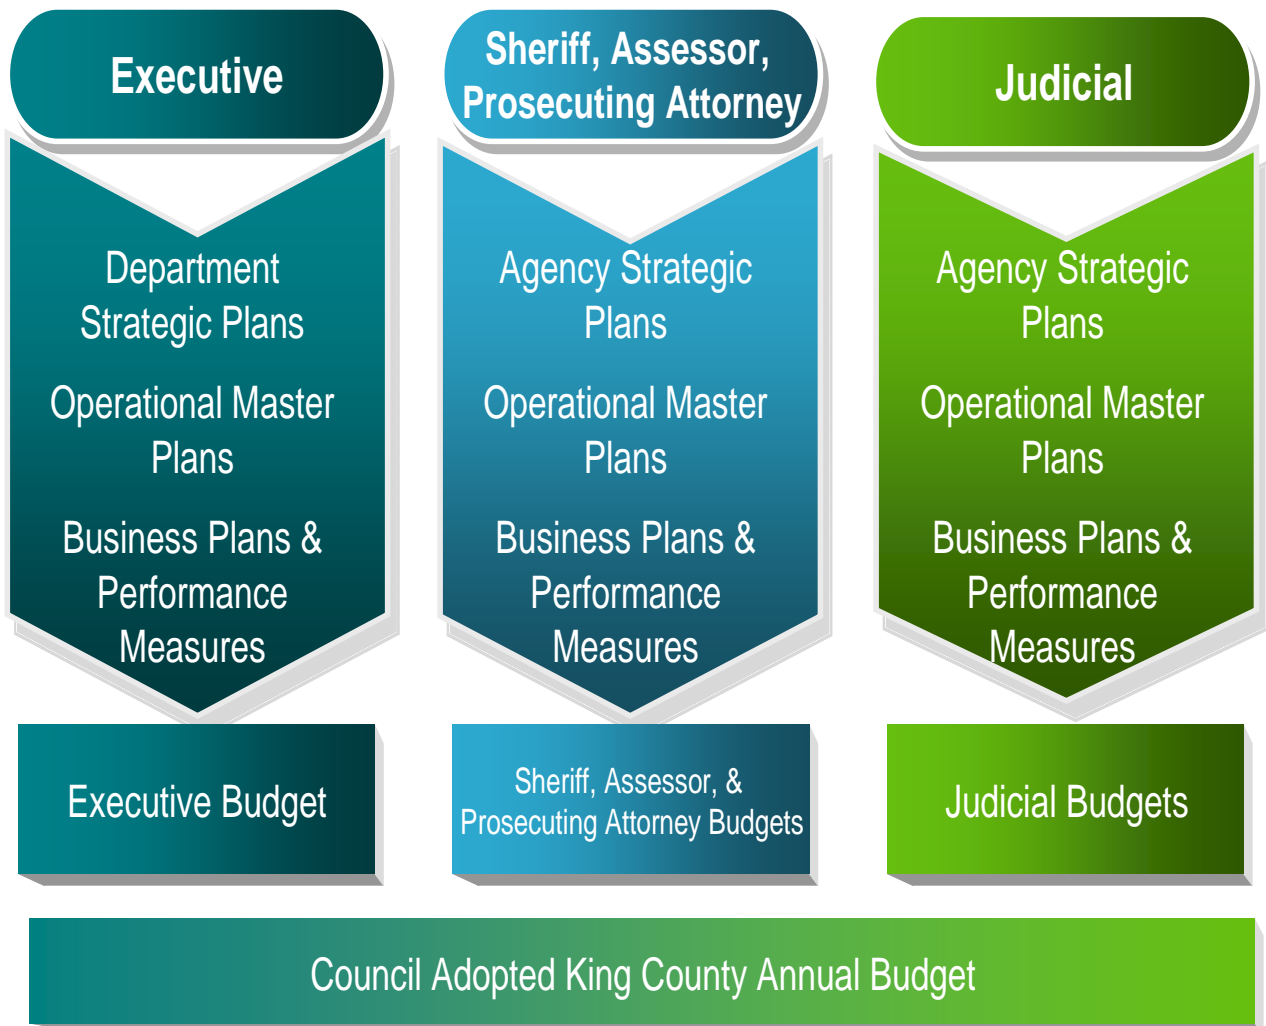 Executive
Department
Strategic Plans
Operational Master
Plans
Business Plans &
Performance
Measures
Executive Budget
Sheriff, Assessor,
Prosecuting Attorney
Agency Strategic
Plans
Operational Master
Plans
Business Plans &
Performance
Measures
Sheriff, Assessor, &
Prosecuting Attorney Budgets
Judicial
Agency Strategic
Plans
Operational Master
Plans
Business Plans &
Performance
Measures
Judicial Budgets
Council Adopted King County Annual Budget